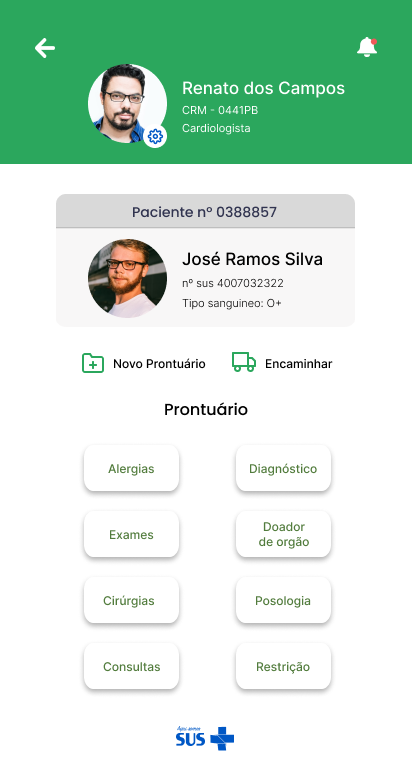 Renato dos Campos
CRM - 0441PB
Cardiologista
Paciente nº 0388857
José Ramos Silva
nº sus 4007032322
Tipo sanguineo: O+
Novo Prontuário
Encaminhar
Prontuário
Alergias
Diagnóstico
Exames
Doador
de orgão
Cirúrgias
Posologia
Consultas
Restrição
Aqui somos
SUS